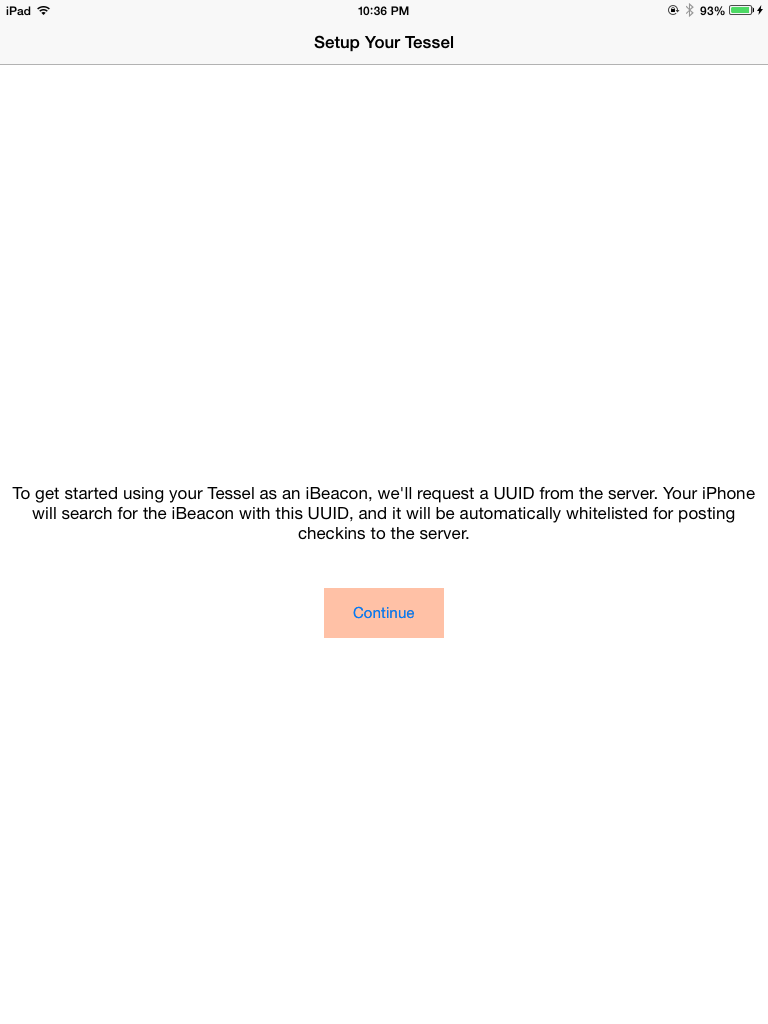 iPad 10:36 PM 93%
Setup Your Tessel
To get started using your Tessel as an iBeacon, we'll request a UUID from the server. Your iPhone
will search for the iBeacon with this UUID, and it will be automatically whitelisted for posting
checkins to the server.
Continue